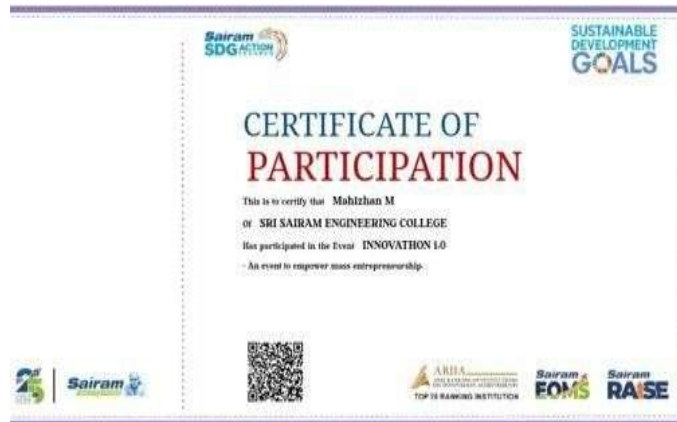 Sairam
SDG ACTION
SUSTAINABLE
DEVELOPMENT
GOALS
CERTIFICATE OF
PARTICIPATION
This is to certify that Mahizhan M
Of SRI SAIRAM ENGINEERING COLLEGE
Has participated in the Event INNOVATHON 1.0
- An event to empower mass entrepreneurship.
25
Sairam
ARIIA
TOP 10 RANKING INSTITUTION
Sairam
EOMS
Sairam
RAISE